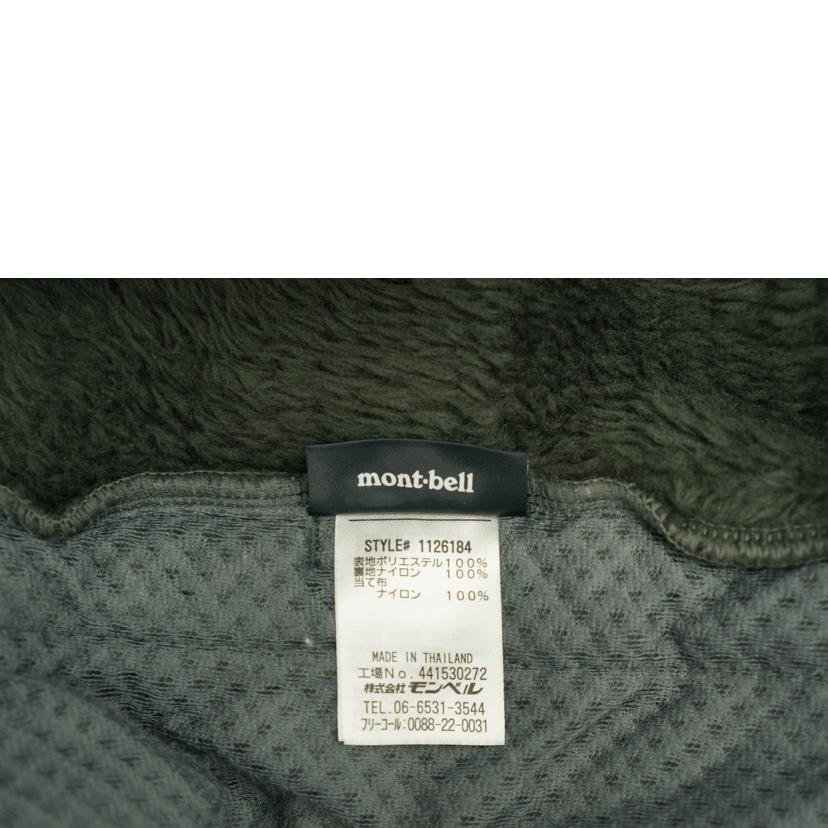 mont-bell
STYLE# 1126184
表地ポリエステル100%
裏地ナイロン 100%
当て布
ナイロン 100%
MADE IN THAILAND
工場No. 441530272
株式会社 モンベル
TEL. 06-6531-3544
フリーコール: 0088-22-0031